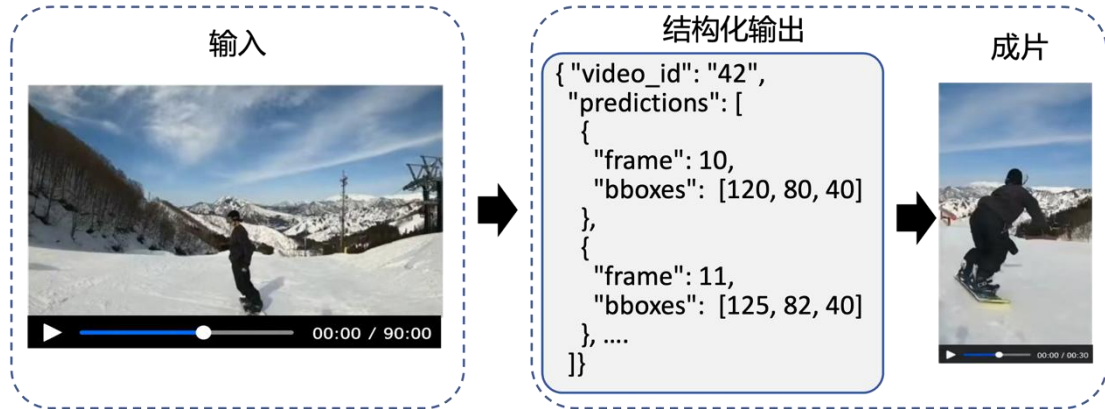 输入
00:00 / 90:00
结构化输出
{ "video_id": "42",
"predictions": [
{
"frame": 10,
"bboxes": [120, 80, 40]
},
{
"frame": 11,
"bboxes": [125, 82, 40]
}, ....
]}
成片
00:00 / 00:30